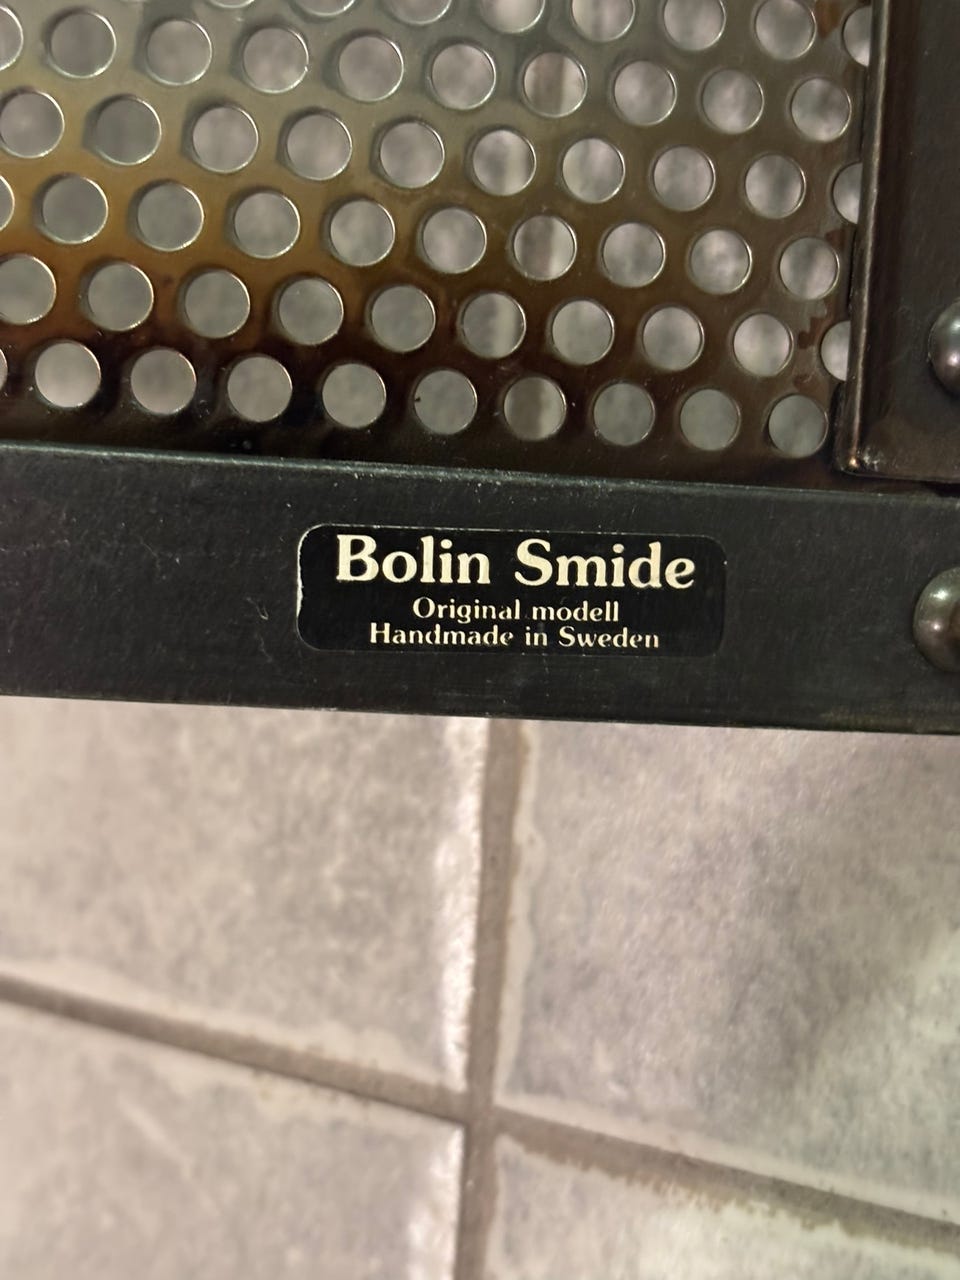 Bolin Smide
Original modell
Handmade in Sweden